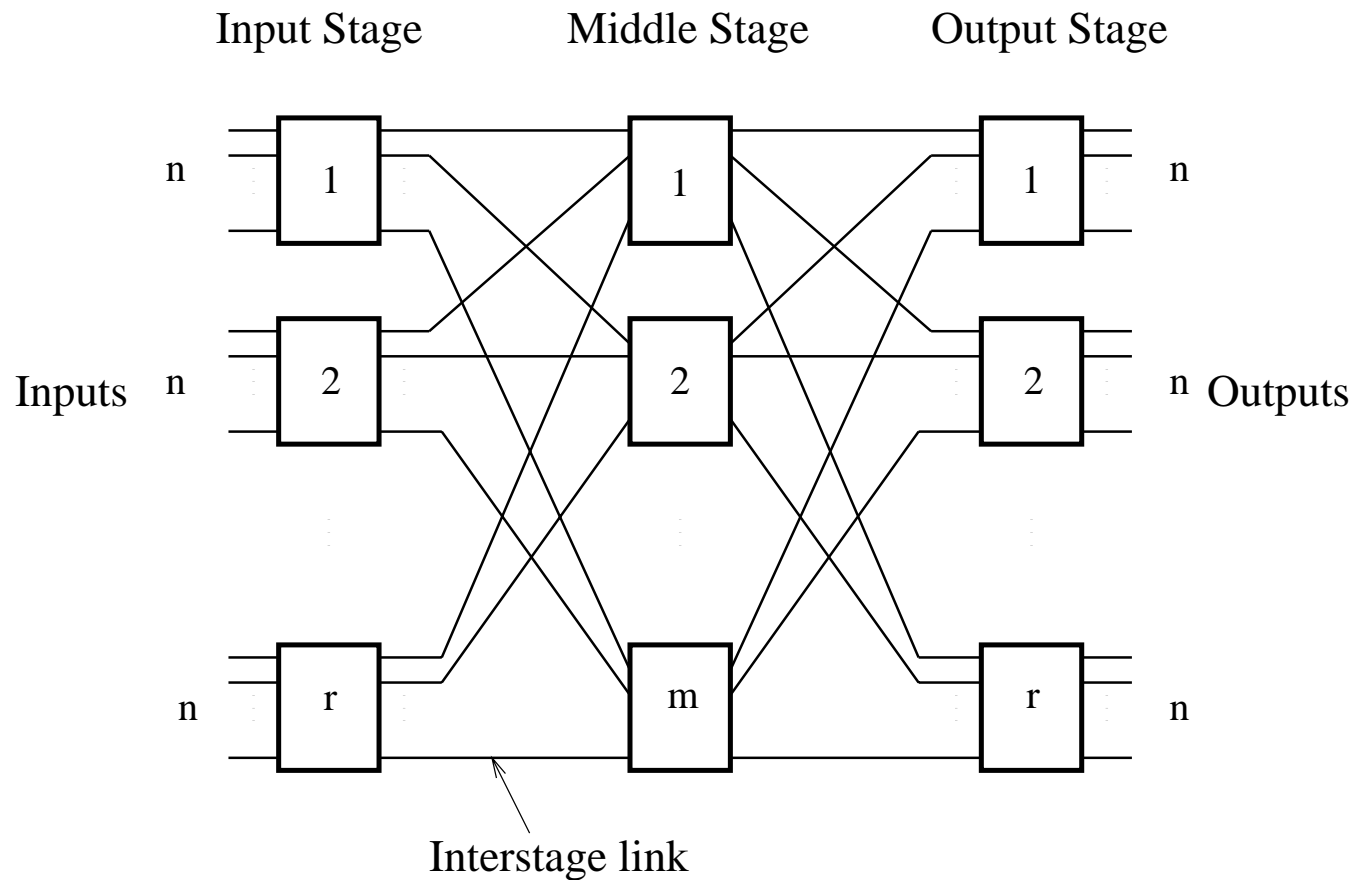 Input Stage Middle Stage Output Stage
n 1 1 1 n
Inputs n 2 2 2 n Outputs
n r m r n
Interstage link